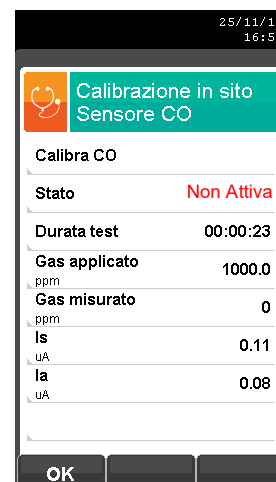 25/11/1
16:5
Calibrazione in sito
Sensore CO
Calibra CO
Stato Non Attiva
Durata test 00:00:23
Gas applicato 1000.0
ppm
Gas misurato 0
ppm
Is 0.11
uA
Ia 0.08
uA
OK